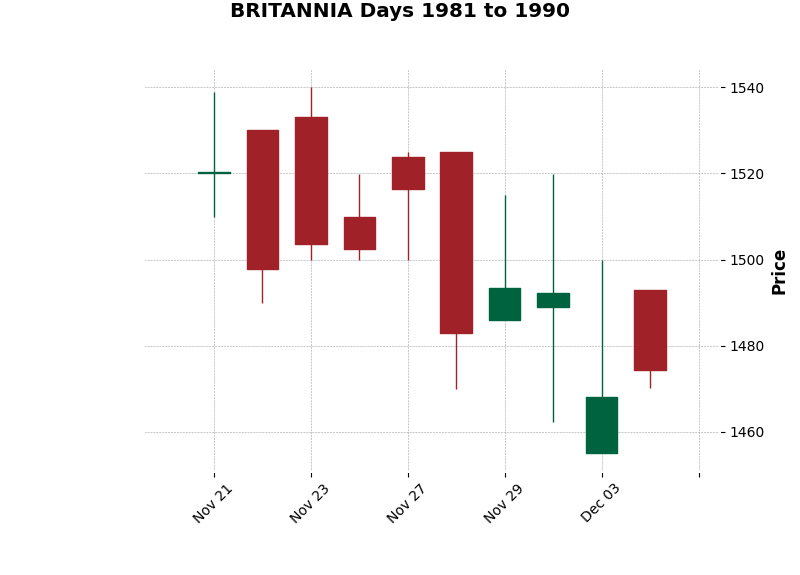 BRITANNIA Days 1981 to 1990
1540
1520
1500
1480
1460
Price
Nov 21
Nov 23
Nov 27
Nov 29
Dec 03